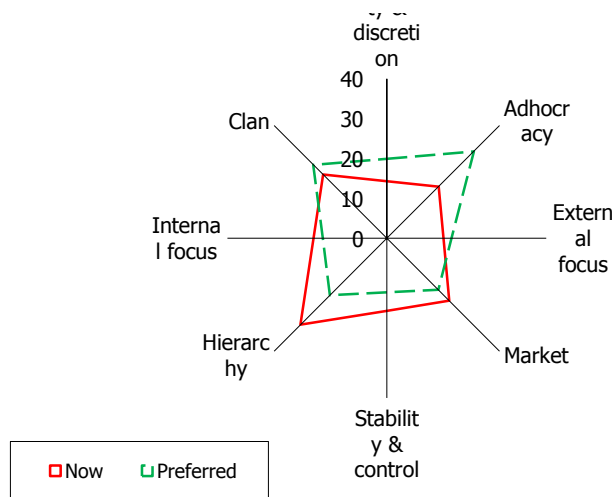 discreti
on
40
30
20
10
0
Clan
Adhocr
acy
Interna
l focus
Extern
al
focus
Hierarc
hy
Market
Stabilit
y &
control
Now
Preferred